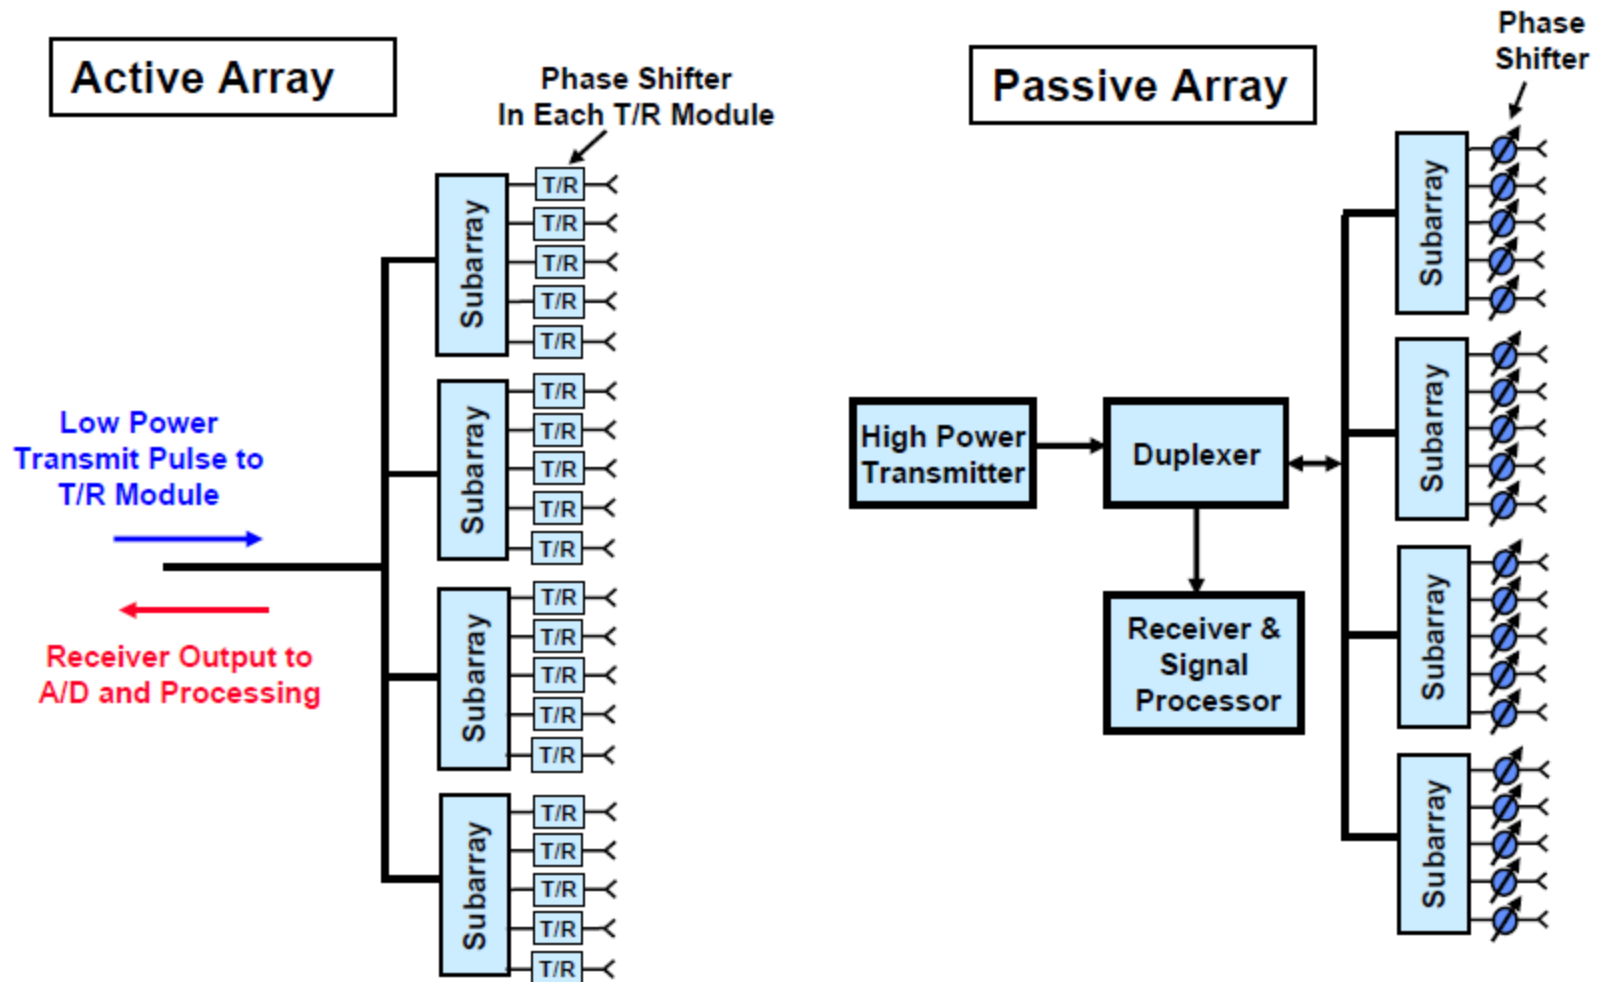 Active Array
Phase Shifter
In Each T/R Module
Subarray
T/R
T/R
T/R
T/R
T/R
Subarray
T/R
T/R
T/R
T/R
T/R
Subarray
T/R
T/R
T/R
T/R
T/R
Subarray
T/R
T/R
T/R
T/R
T/R
Low Power
Transmit Pulse to
T/R Module
Receiver Output to
A/D and Processing
Passive Array
Phase
Shifter
High Power
Transmitter
Duplexer
Receiver &
Signal
Processor
Subarray
Subarray
Subarray
Subarray